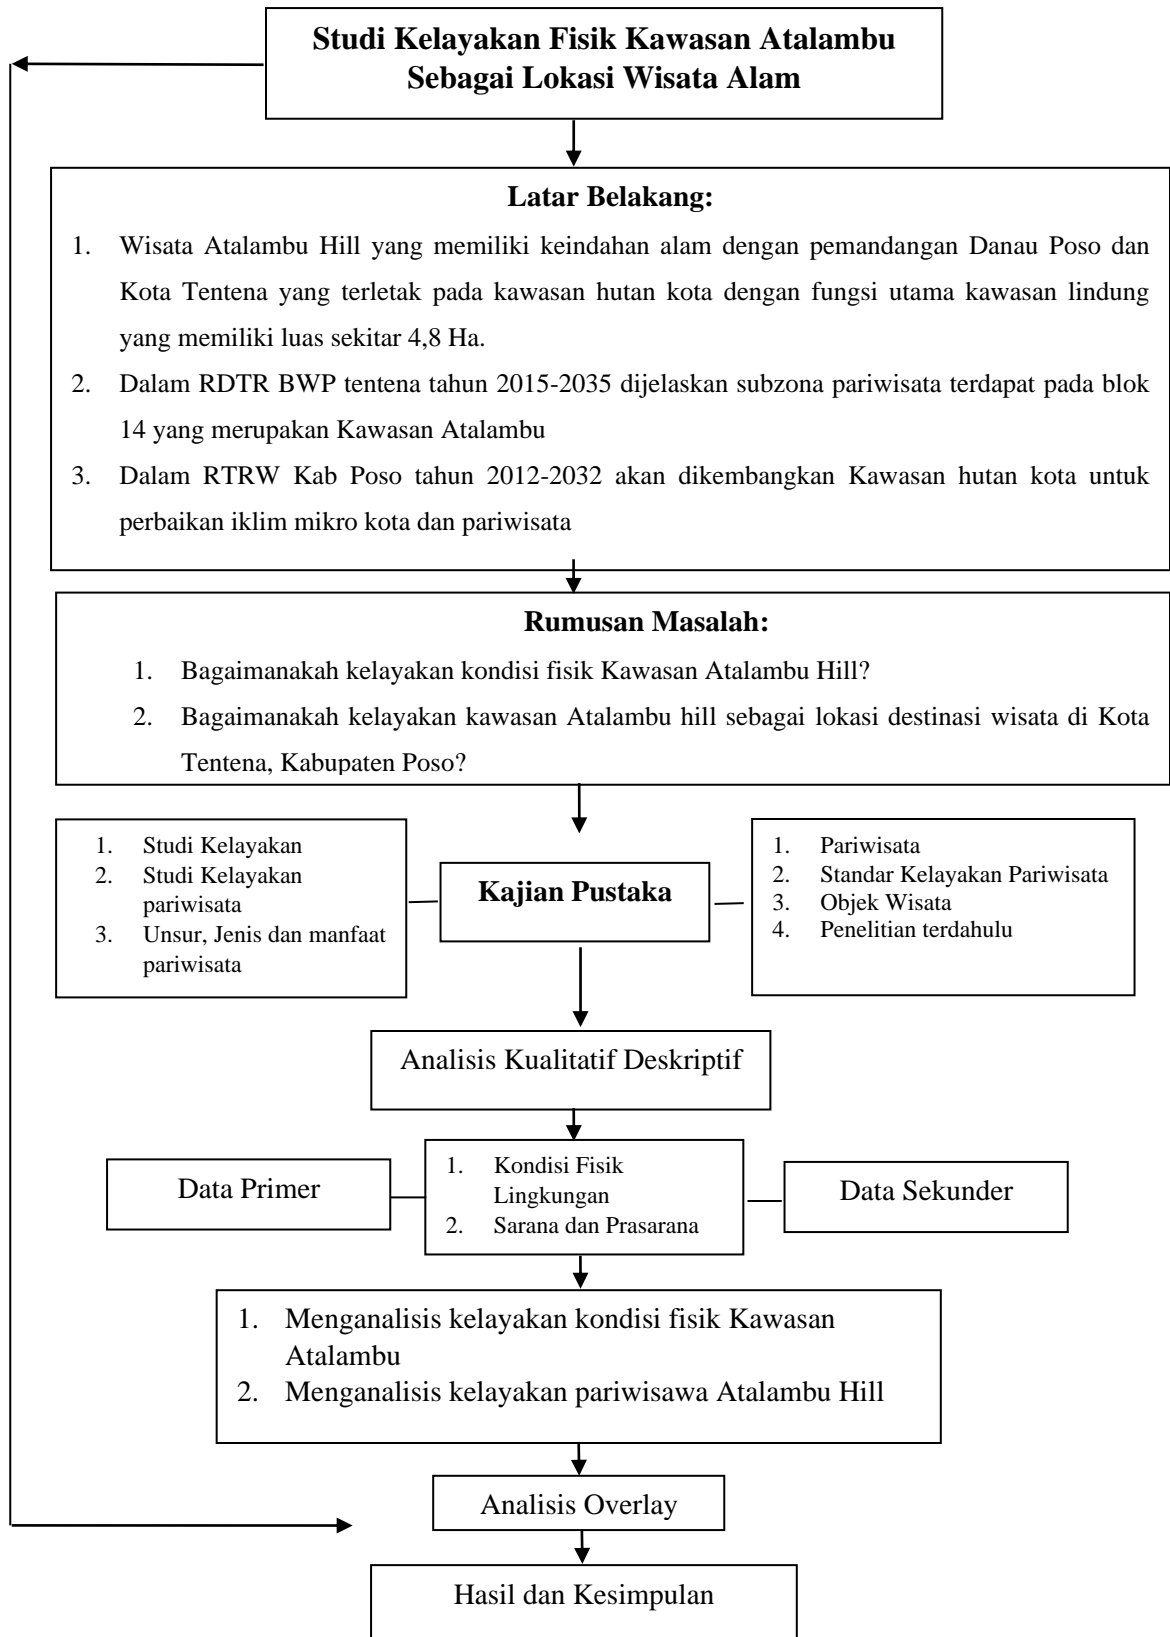 Studi Kelayakan Fisik Kawasan Atalambu
Sebagai Lokasi Wisata Alam
Latar Belakang:
1. Wisata Atalambu Hill yang memiliki keindahan alam dengan pemandangan Danau Poso dan
Kota Tentena yang terletak pada kawasan hutan kota dengan fungsi utama kawasan lindung
yang memiliki luas sekitar 4,8 Ha.
2. Dalam RDTR BWP tentena tahun 2015-2035 dijelaskan subzona pariwisata terdapat pada blok
14 yang merupakan Kawasan Atalambu
3. Dalam RTRW Kab Poso tahun 2012-2032 akan dikembangkan Kawasan hutan kota untuk
perbaikan iklim mikro kota dan pariwisata
Rumusan Masalah:
1. Bagaimanakah kelayakan kondisi fisik Kawasan Atalambu Hill?
2. Bagaimanakah kelayakan kawasan Atalambu hill sebagai lokasi destinasi wisata di Kota
Tentena, Kabupaten Poso?
1. Studi Kelayakan
2. Studi Kelayakan
pariwisata
3. Unsur, Jenis dan manfaat
pariwisata
Kajian Pustaka
1. Pariwisata
2. Standar Kelayakan Pariwisata
3. Objek Wisata
4. Penelitian terdahulu
Analisis Kualitatif Deskriptif
Data Primer
1. Kondisi Fisik
Lingkungan
2. Sarana dan Prasarana
Data Sekunder
1. Menganalisis kelayakan kondisi fisik Kawasan
Atalambu
2. Menganalisis kelayakan pariwisawa Atalambu Hill
Analisis Overlay
Hasil dan Kesimpulan